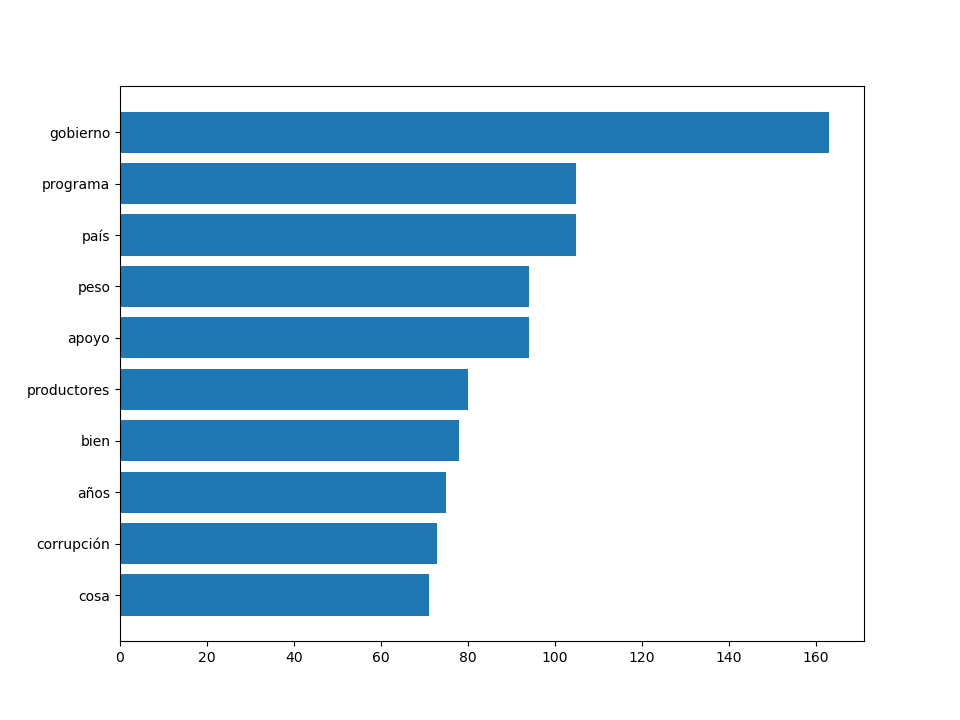 gobierno
programa
país
peso
apoyo
productores
bien
años
corrupción
cosa
0 20 40 60 80 100 120 140 160